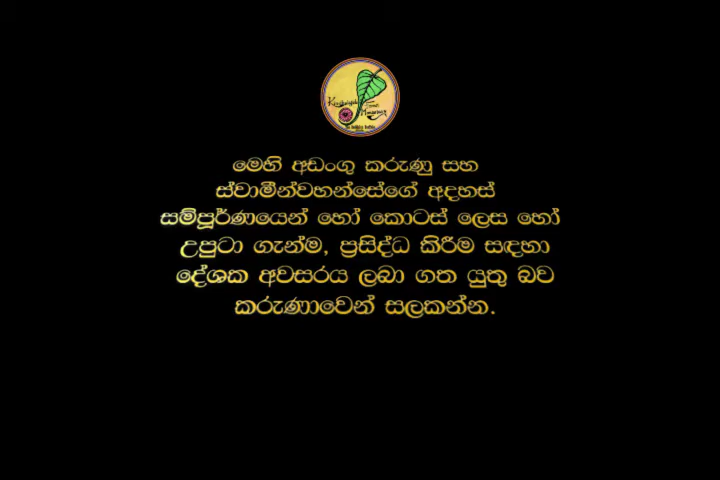 මෙහි අඩංගු කරුණු සහ
ස්වාමීන්වහන්සේගේ අදහස්
සම්පූර්ණයෙන් හෝ කොටස් ලෙස හෝ
උපුටා ගැන්ම, ප්‍රසිද්ධ කිරීම සඳහා
දේශක අවසරය ලබා ගත යුතු බව
කරුණාවෙන් සලකන්න.